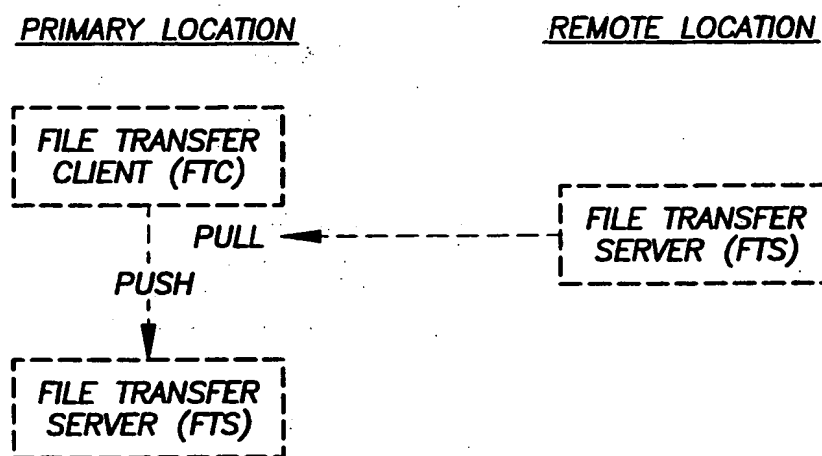 PRIMARY LOCATION
REMOTE LOCATION
FILE TRANSFER
CLIENT (FTC)
PULL
FILE TRANSFER
SERVER (FTS)
PUSH
FILE TRANSFER
SERVER (FTS)